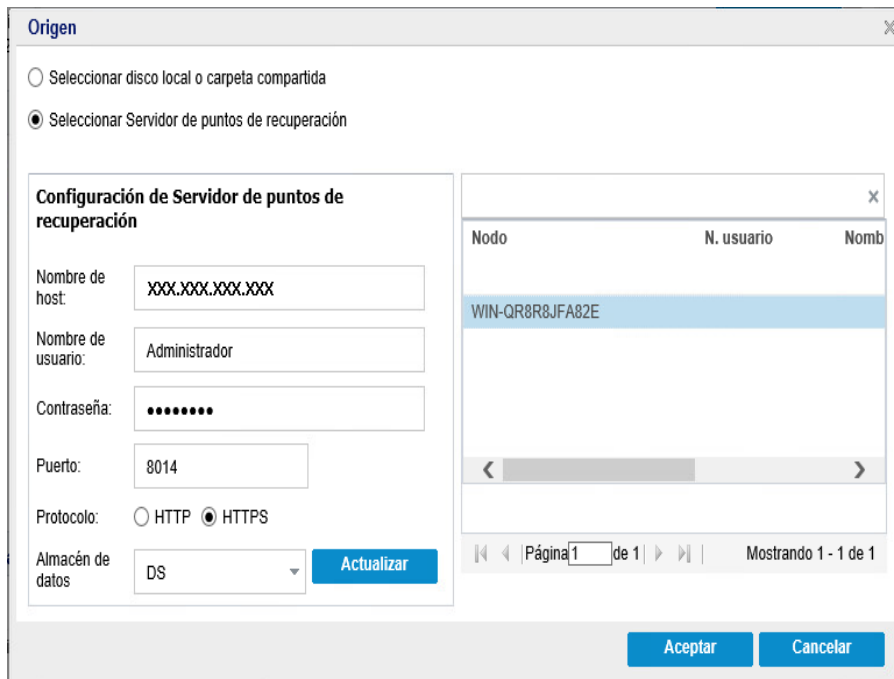 Origen
Seleccionar disco local o carpeta compartida
Seleccionar Servidor de puntos de recuperación
Configuración de Servidor de puntos de
recuperación
Nombre de
host:
XXX.XXX.XXX.XXX
Nombre de
usuario:
Administrador
Contraseña:
••••••••
Puerto:
8014
Protocolo:
HTTP
HTTPS
Almacén de
datos
DS
Actualizar
Nodo
N. usuario
Nomb
WIN-QR8R8JFA82E
Página 1 de 1
Mostrando 1 - 1 de 1
Aceptar
Cancelar